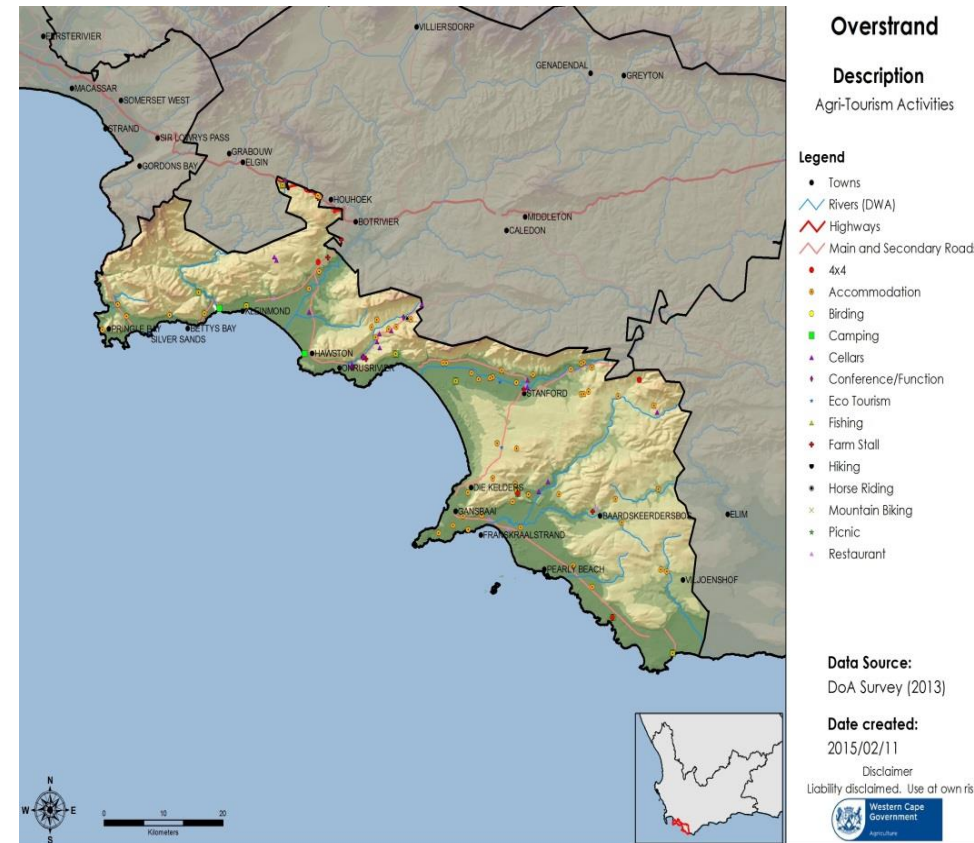 Overstrand
Description
Agri-Tourism Activities
Legend
Towns
Rivers (DWA)
Highways
Main and Secondary Road
4x4
Accommodation
Birding
Camping
Cellars
Conference/Function
Eco Tourism
Fishing
Farm Stall
Hiking
Horse Riding
Mountain Biking
Picnic
Restaurant
Data Source:
DoA Survey (2013)
Date created:
2015/02/11
Disclaimer
Liability disclaimed. Use at own ris
Western Cape
Government
Agriculture
VILLIERSDORP
GENADENDAL
GREYTON
MACASSAR
SOMERSET WEST
STRAND
SIR LOWRYS PASS
GRABOUW
ELGIN
GORDONS BAY
HOUHOEK
BOTRIVIER
MIDDLETON
CALEDON
KLEINMOND
PRINGLE BAY
BETTYS BAY
SILVER SANDS
HAWSTON
ONRUSRIVIER
STANFORD
DIE KELDERS
GANSBAAI
BAARDSKEERDERSBOS
ELIM
FRANSKRAALSTRAND
PEARLY BEACH
VILJOENSHOF
N
W
E
S
0
10
20
Kilometers